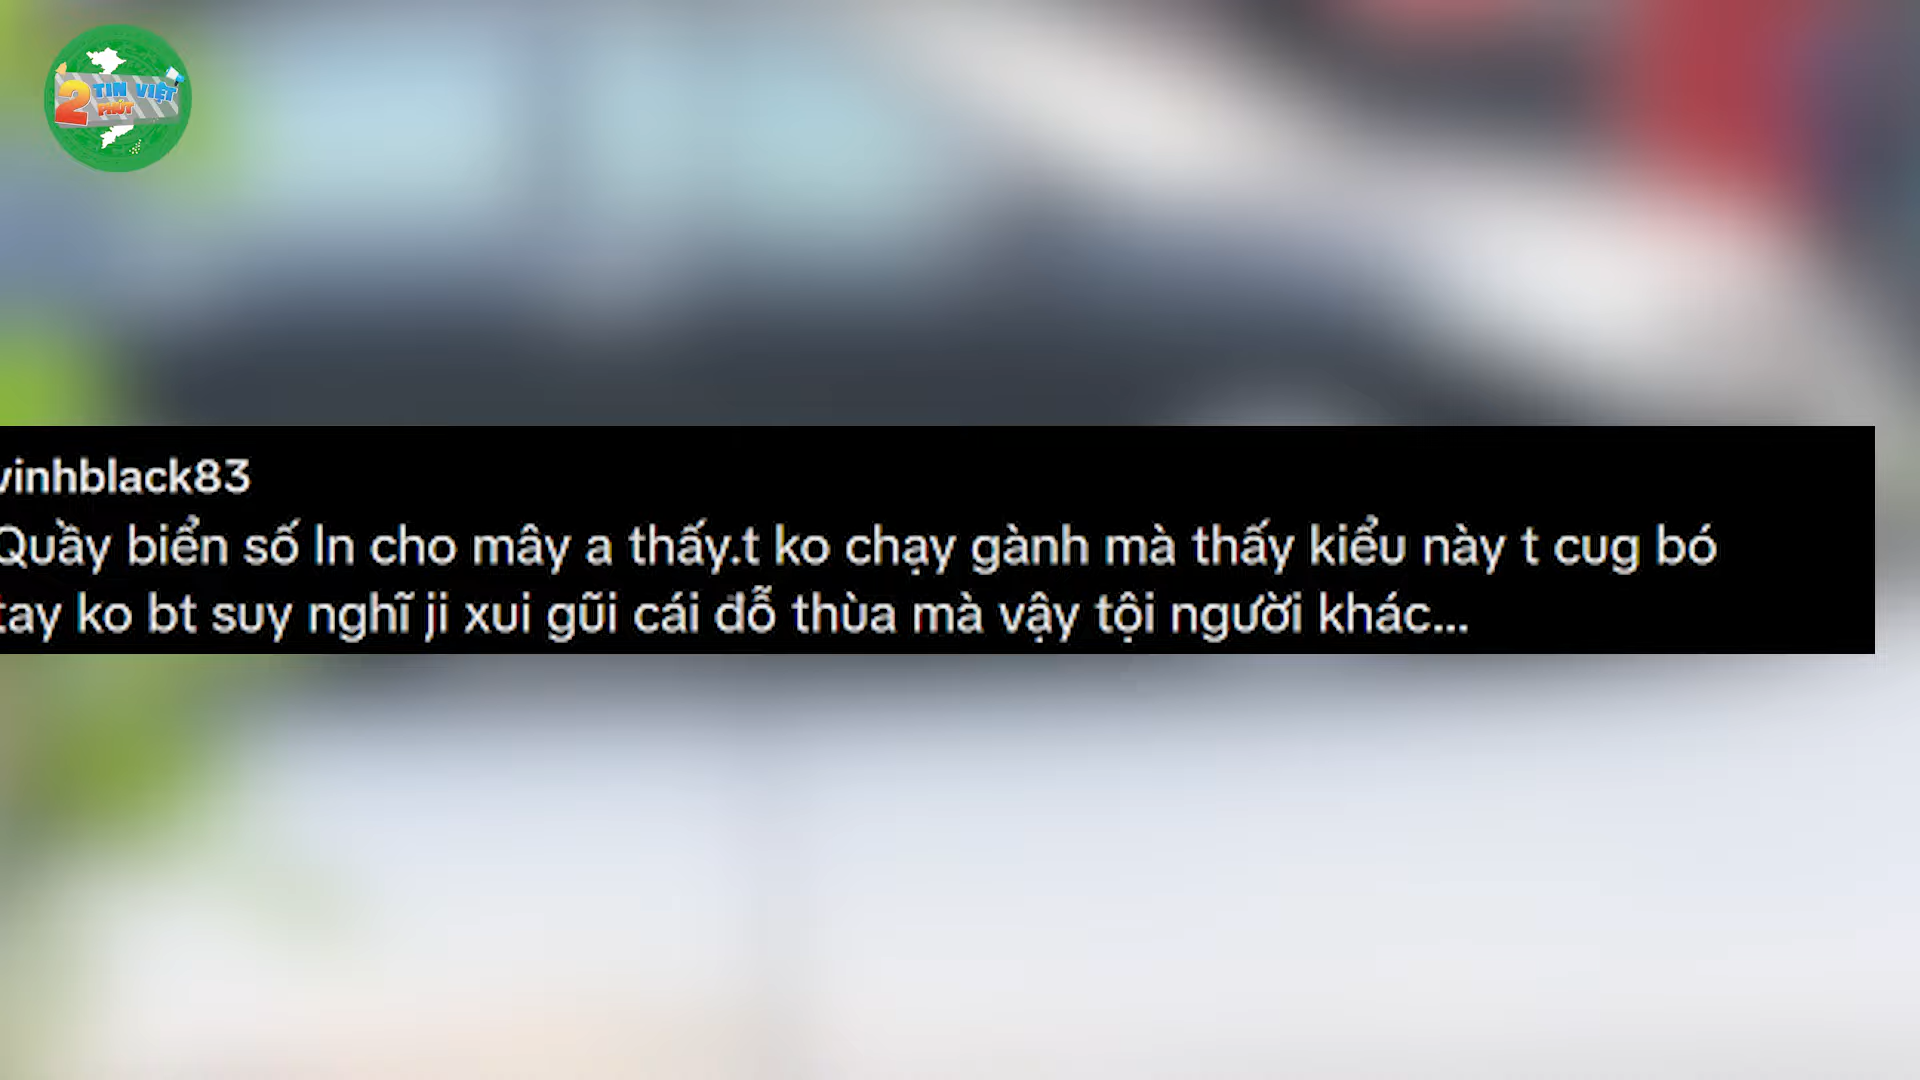 2 TIN VIỆT
PHÚT
vinhblack83
Quầy biển số ln cho mây a thấy.t ko chạy gành mà thấy kiểu này t cug bó
tay ko bt suy nghĩ ji xui gũi cái đỗ thùa mà vậy tội người khác...